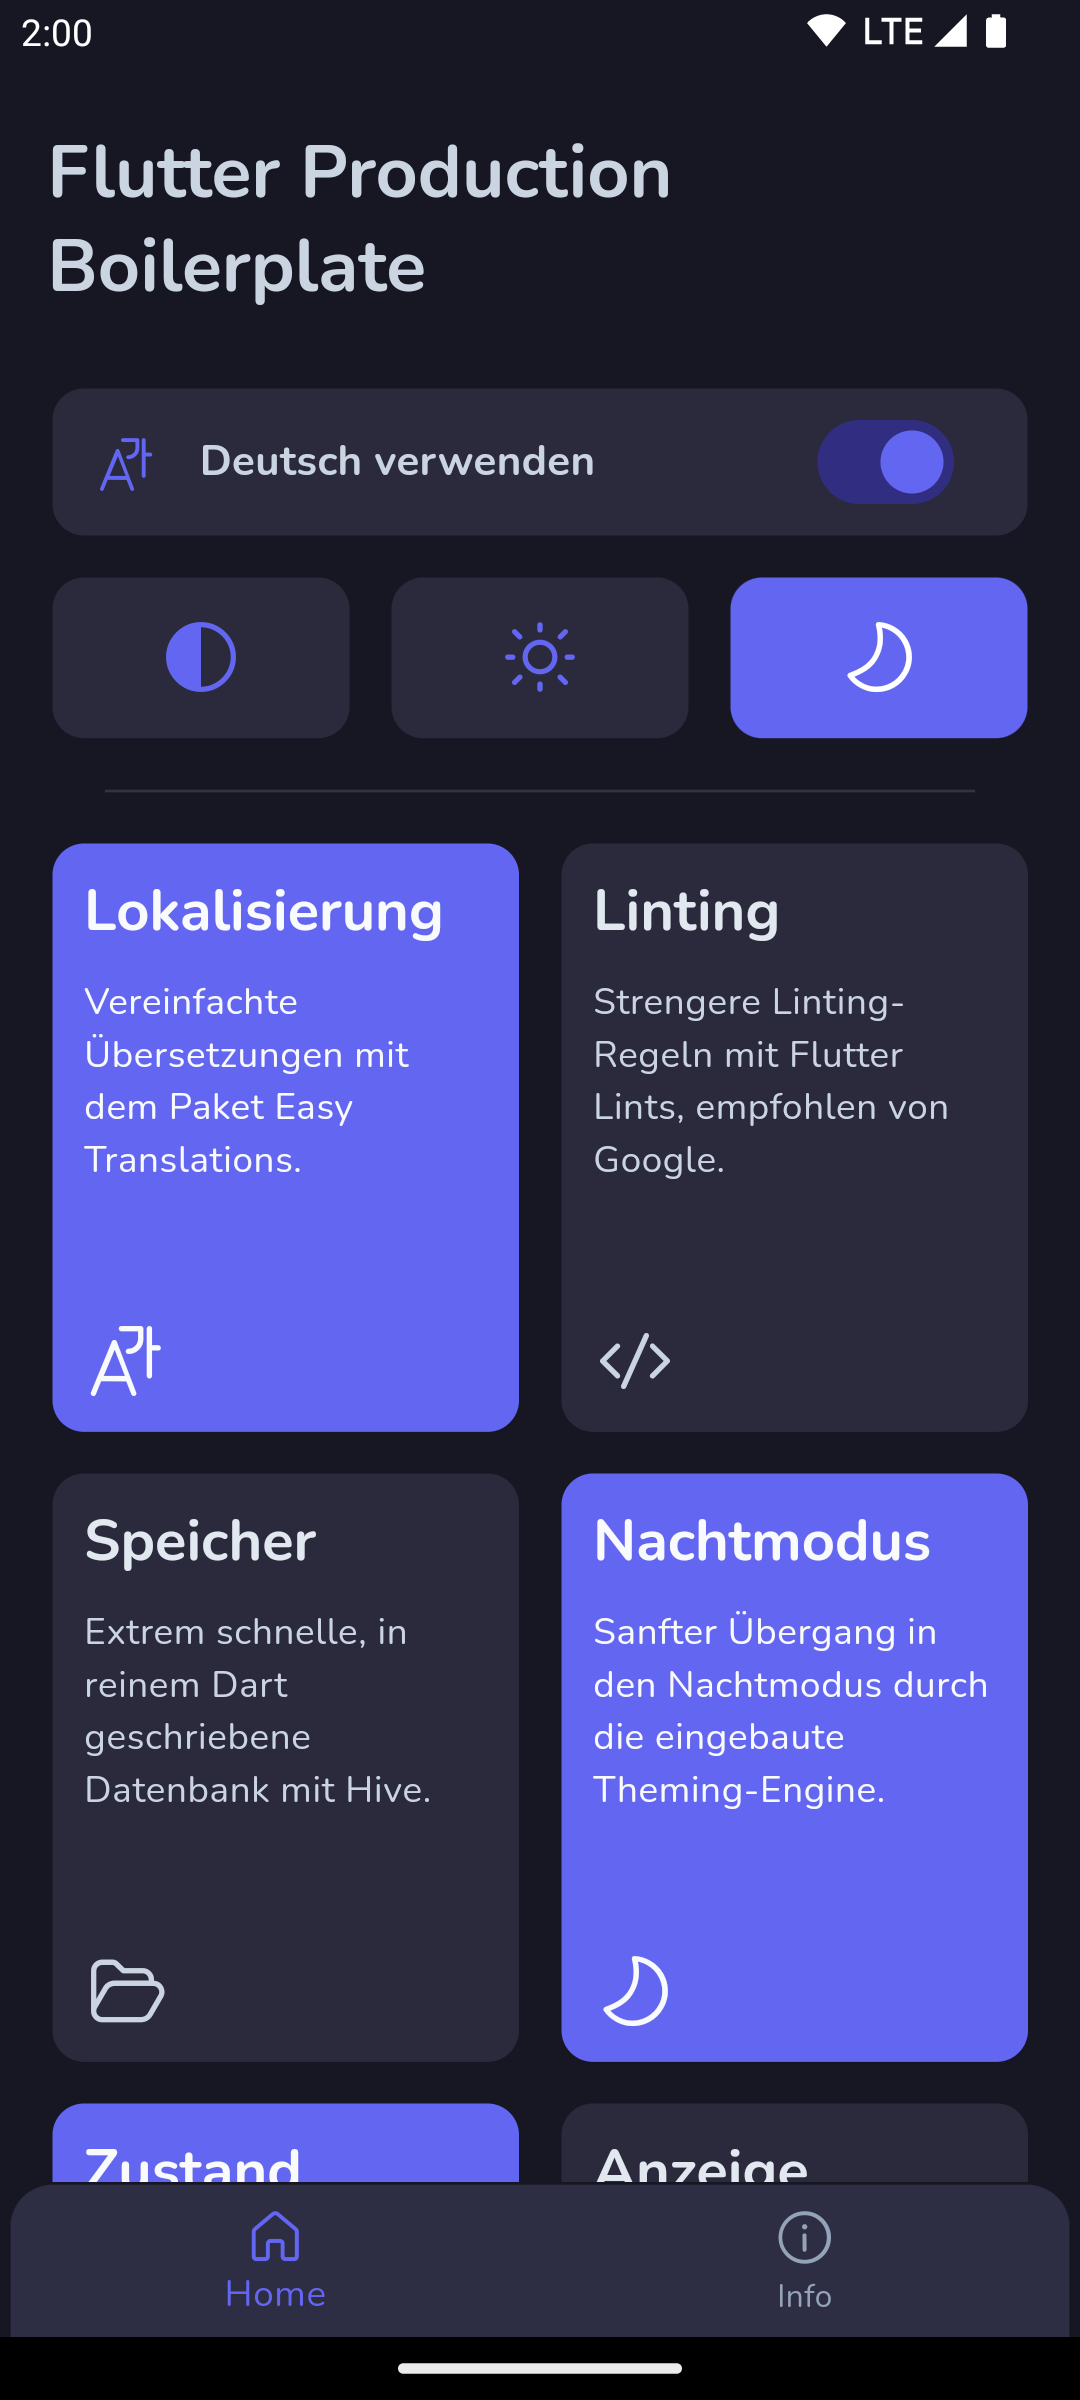 2:00
LTE
Flutter Production
Boilerplate
Deutsch verwenden
Lokalisierung
Vereinfachte
Übersetzungen mit
dem Paket Easy
Translations.
Linting
Strengere Linting-
Regeln mit Flutter
Lints, empfohlen von
Google.
Speicher
Extrem schnelle, in
reinem Dart
geschriebene
Datenbank mit Hive.
Nachtmodus
Sanfter Übergang in
den Nachtmodus durch
die eingebaute
Theming-Engine.
Zustand
Anzeige
Home
Info